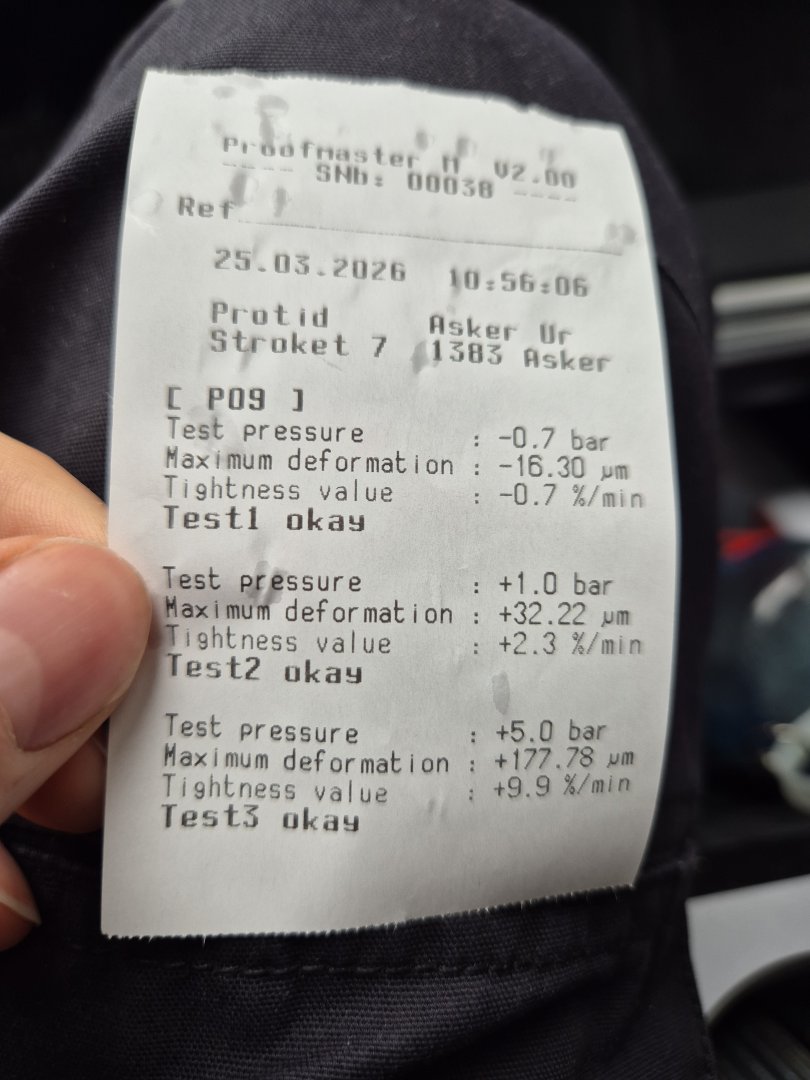 Proofmaster M V2.00
---- SNb: 00038 ----
Ref
25.03.2026 10:56:06
Protid Asker Ur
Stroket 7 1383 Asker
[ P09 ]
Test pressure : -0.7 bar
Maximum deformation : -16.30 µm
Tightness value : -0.7 %/min
Test1 okay
Test pressure : +1.0 bar
Maximum deformation : +32.22 µm
Tightness value : +2.3 %/min
Test2 okay
Test pressure : +5.0 bar
Maximum deformation : +177.78 µm
Tightness value : +9.9 %/min
Test3 okay